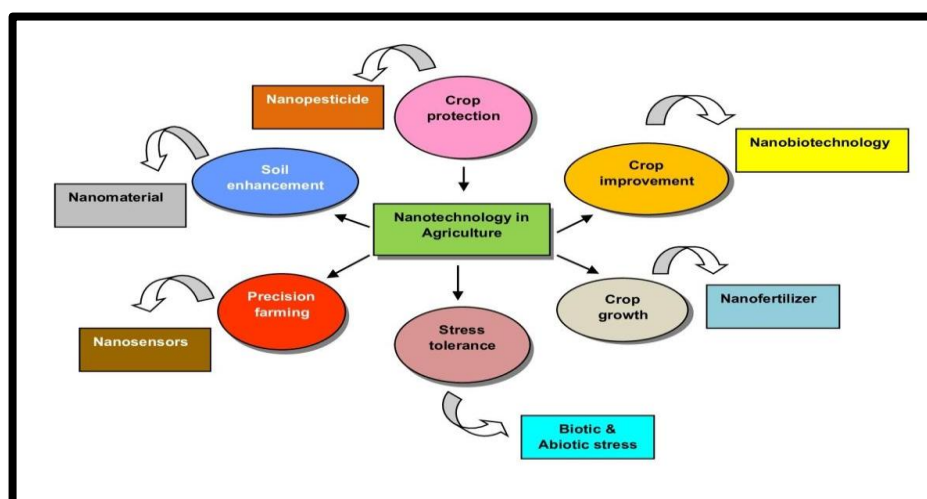 Nanopesticide
Crop
protection
Nanobiotechnology
Soil
enhancement
Crop
improvement
Nanomaterial
Nanotechnology in
Agriculture
Precision
farming
Crop
growth
Nanofertilizer
Stress
tolerance
Nanosensors
Biotic &
Abiotic stress